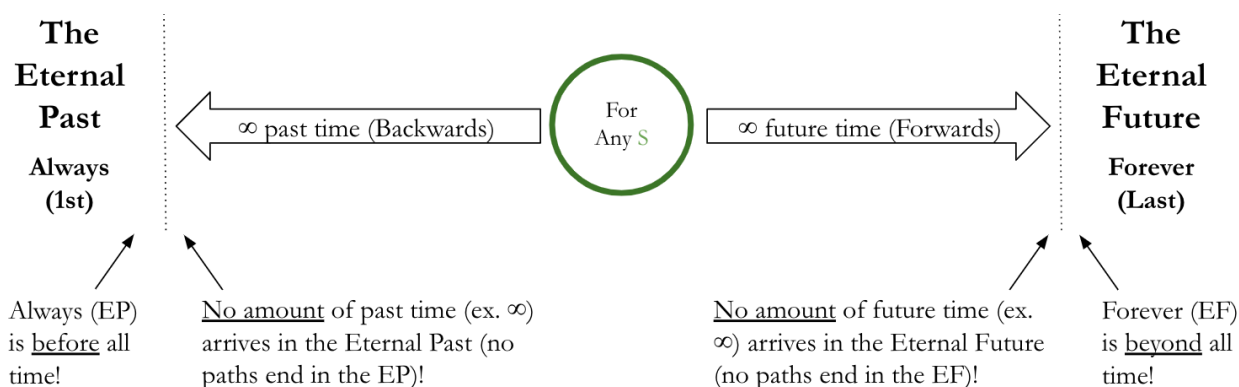 The
Eternal
Past
Always
(1st)
∞ past time (Backwards)
For
Any S
∞ future time (Forwards)
The
Eternal
Future
Forever
(Last)
Always (EP)
is before all
time!
No amount of past time (ex. ∞)
arrives in the Eternal Past (no
paths end in the EP)!
No amount of future time (ex.
∞) arrives in the Eternal Future
(no paths end in the EF)!
Forever (EF)
is beyond all
time!